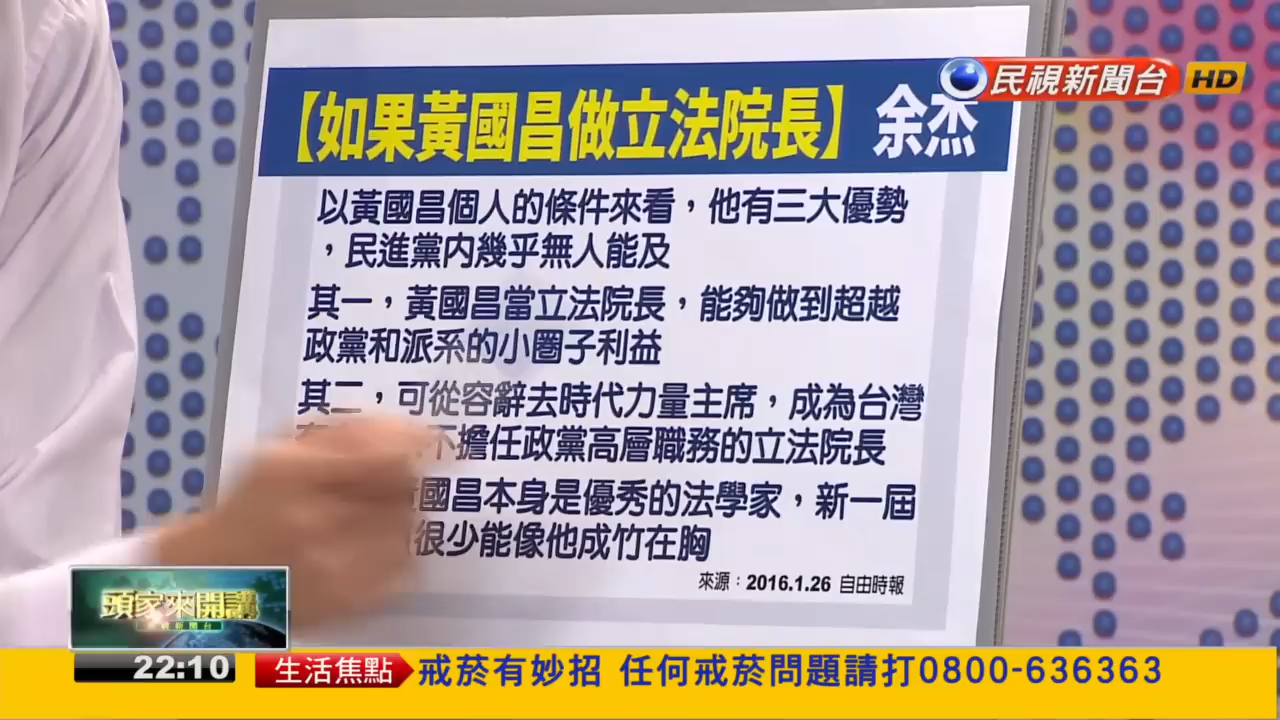 民視新聞台 HD
【如果黃國昌做立法院長】 余杰
以黃國昌個人的條件來看，他有三大優勢
，民進黨內幾乎無人能及
其一，黃國昌當立法院長，能夠做到超越
政黨和派系的小圈子利益
其二，可從容辭去時代力量主席，成為台灣
不擔任政黨高層職務的立法院長
國昌本身是優秀的法學家，新一屆
很少能像他成竹在胸
來源：2016.1.26 自由時報
頭家來開講
民視新聞台
22:10 生活焦點 戒菸有妙招 任何戒菸問題請打0800-636363